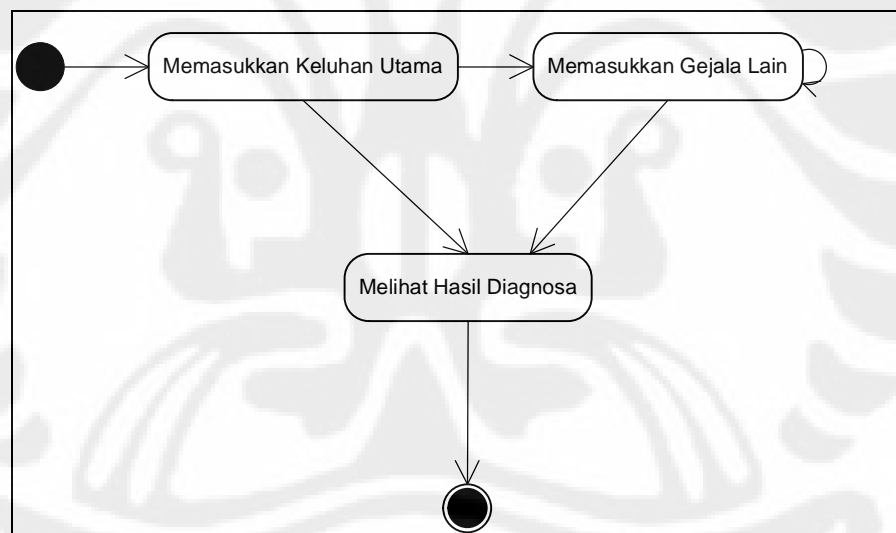 Memasukkan Keluhan Utama
Memasukkan Gejala Lain
Melihat Hasil Diagnosa